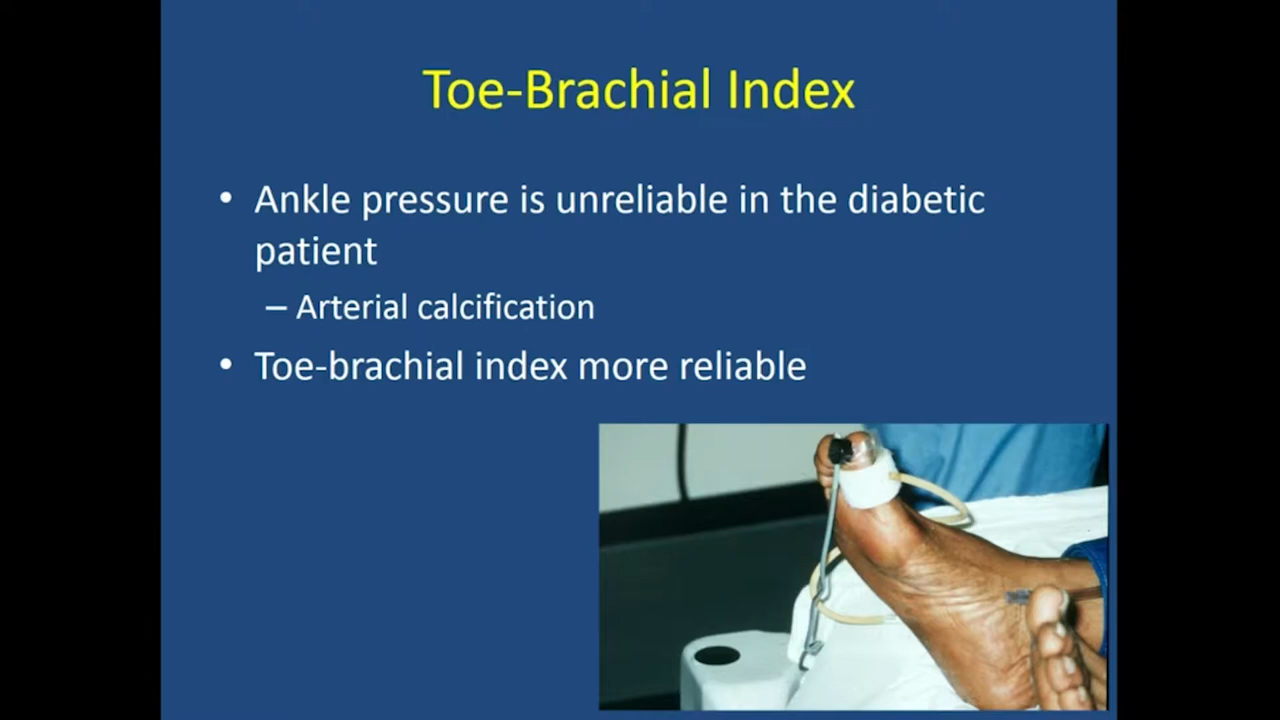 Toe-Brachial Index
• Ankle pressure is unreliable in the diabetic
patient
– Arterial calcification
• Toe-brachial index more reliable